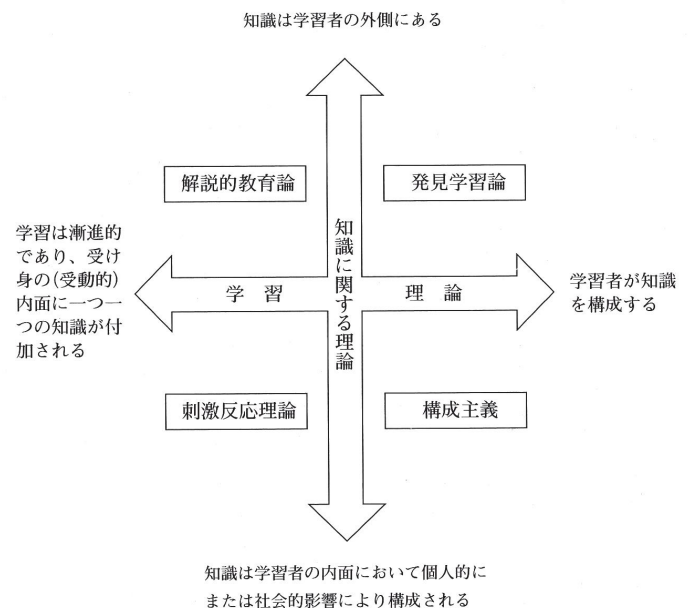 知識は学習者の外側にある
解説的教育論
発見学習論
学習は漸進的
であり、受け
身の(受動的)
内面に一つ一
つの知識が付
加される
知識に関する理論
学　習
理　論
学習者が知識
を構成する
刺激反応理論
構成主義
知識は学習者の内面において個人的に
または社会的影響により構成される